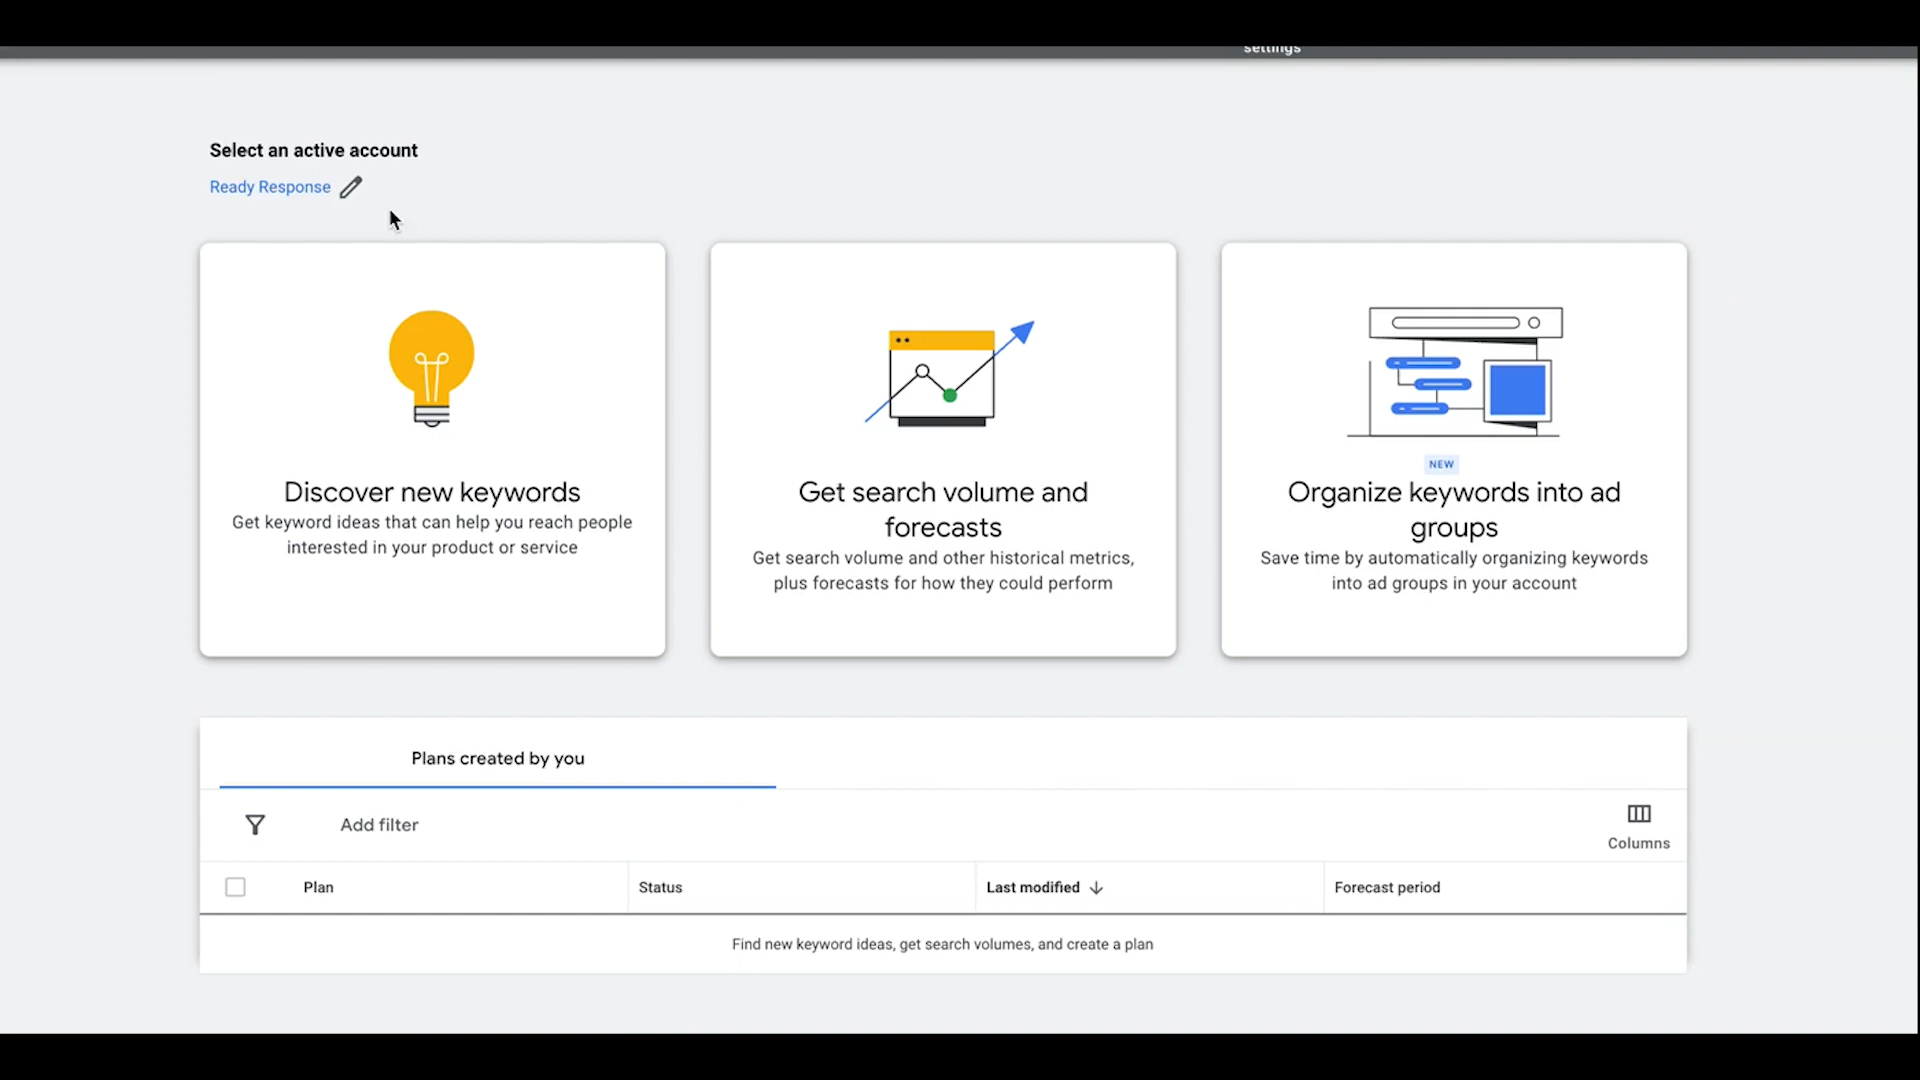 settings
Select an active account
Ready Response
Discover new keywords
Get keyword ideas that can help you reach people
interested in your product or service
Get search volume and
forecasts
Get search volume and other historical metrics,
plus forecasts for how they could perform
NEW
Organize keywords into ad
groups
Save time by automatically organizing keywords
into ad groups in your account
Plans created by you
Add filter
Columns
Plan
Status
Last modified
Forecast period
Find new keyword ideas, get search volumes, and create a plan